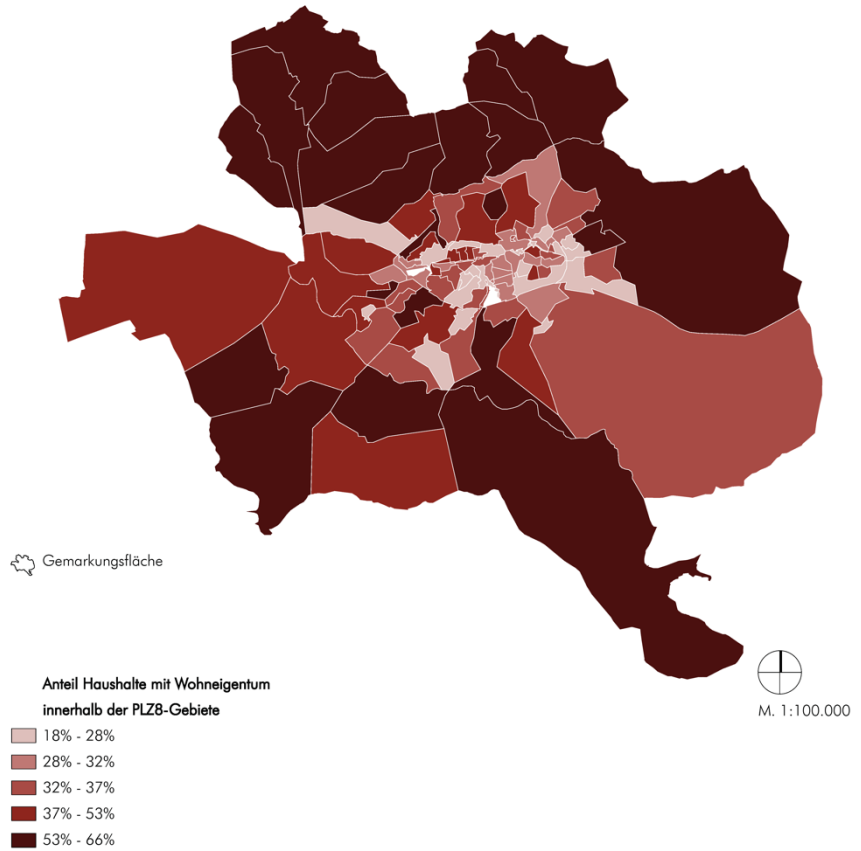 Gemarkungsfläche
Anteil Haushalte mit Wohneigentum
innerhalb der PLZ8-Gebiete
18% - 28%
28% - 32%
32% - 37%
37% - 53%
53% - 66%
M. 1:100.000